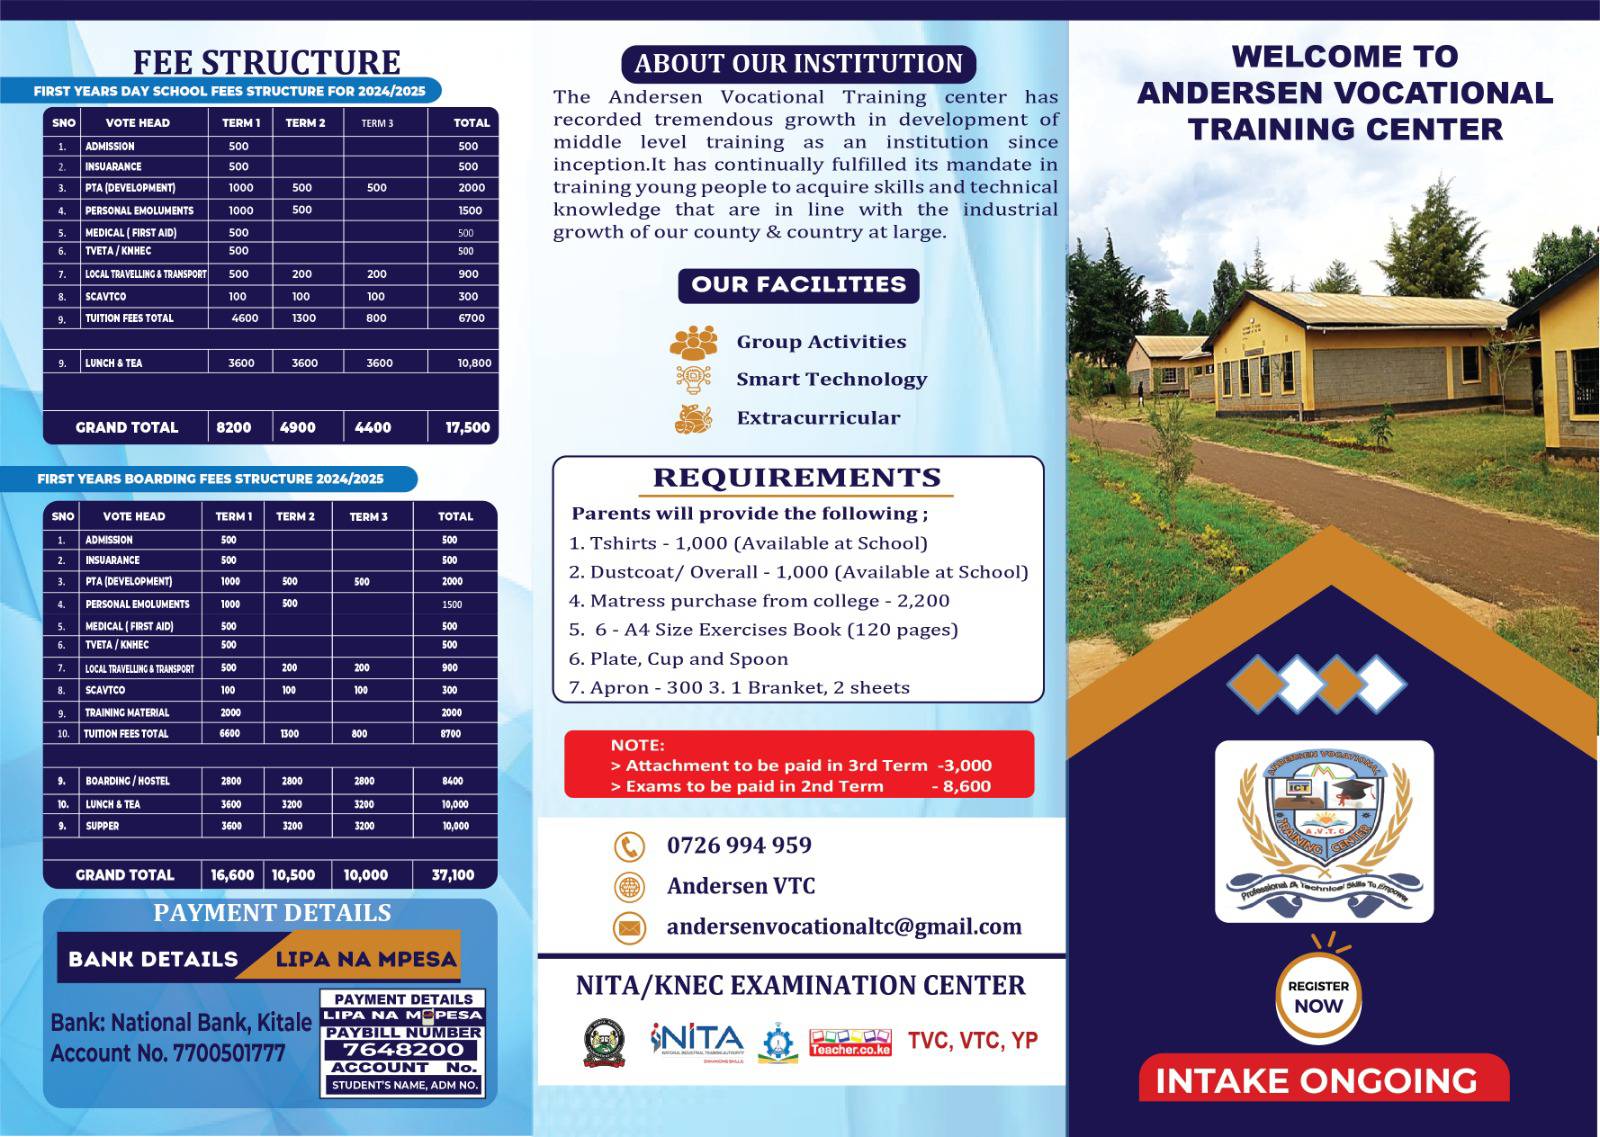 FEE STRUCTURE
FIRST YEARS DAY SCHOOL FEES STRUCTURE FOR 2024/2025
SNO VOTE HEAD TERM 1 TERM 2 TERM 3 TOTAL
1. ADMISSION 500 500
2. INSUARANCE 500 500
3. PTA (DEVELOPMENT) 1000 500 500 2000
4. PERSONAL EMOLUMENTS 1000 500 1500
5. MEDICAL ( FIRST AID) 500 500
6. TVETA / KNHEC 500 500
7. LOCAL TRAVELLING & TRANSPORT 500 200 200 900
8. SCAVTCO 100 100 100 300
9. TUITION FEES TOTAL 4600 1300 800 6700
9. LUNCH & TEA 3600 3600 3600 10,800
GRAND TOTAL 8200 4900 4400 17,500
FIRST YEARS BOARDING FEES STRUCTURE 2024/2025
SNO VOTE HEAD TERM 1 TERM 2 TERM 3 TOTAL
1. ADMISSION 500 500
2. INSUARANCE 500 500
3. PTA (DEVELOPMENT) 1000 500 500 2000
4. PERSONAL EMOLUMENTS 1000 500 1500
5. MEDICAL ( FIRST AID) 500 500
6. TVETA / KNHEC 500 500
7. LOCAL TRAVELLING & TRANSPORT 500 200 200 900
8. SCAVTCO 100 100 100 300
9. TRAINING MATERIAL 2000 2000
10. TUITION FEES TOTAL 6600 1300 800 8700
9. BOARDING / HOSTEL 2800 2800 2800 8400
10. LUNCH & TEA 3600 3200 3200 10,000
9. SUPPER 3600 3200 3200 10,000
GRAND TOTAL 16,600 10,500 10,000 37,100
PAYMENT DETAILS
BANK DETAILS LIPA NA MPESA
Bank: National Bank, Kitale
Account No. 7700501777
PAYMENT DETAILS
LIPA NA MPESA
PAYBILL NUMBER
7648200
ACCOUNT No.
STUDENT'S NAME, ADM NO.
ABOUT OUR INSTITUTION
The Andersen Vocational Training center has
recorded tremendous growth in development of
middle level training as an institution since
inception.It has continually fulfilled its mandate in
training young people to acquire skills and technical
knowledge that are in line with the industrial
growth of our county & country at large.
OUR FACILITIES
Group Activities
Smart Technology
Extracurricular
REQUIREMENTS
Parents will provide the following ;
1. Tshirts - 1,000 (Available at School)
2. Dustcoat/ Overall - 1,000 (Available at School)
4. Matress purchase from college - 2,200
5. 6 - A4 Size Exercises Book (120 pages)
6. Plate, Cup and Spoon
7. Apron - 300 3. 1 Branket, 2 sheets
NOTE:
> Attachment to be paid in 3rd Term -3,000
> Exams to be paid in 2nd Term - 8,600
0726 994 959
Andersen VTC
andersenvocationaltc@gmail.com
NITA/KNEC EXAMINATION CENTER
NITA
NATIONAL INDUSTRIAL TRAINING AUTHORITY
ENHANCING SKILLS
Teacher.co.ke
TVC, VTC, YP
WELCOME TO
ANDERSEN VOCATIONAL
TRAINING CENTER
ANDERSEN VOCATIONAL
ICT
A.V.T.C
TRAINING CENTER
Professional & Technical Skills To Empower
REGISTER
NOW
INTAKE ONGOING